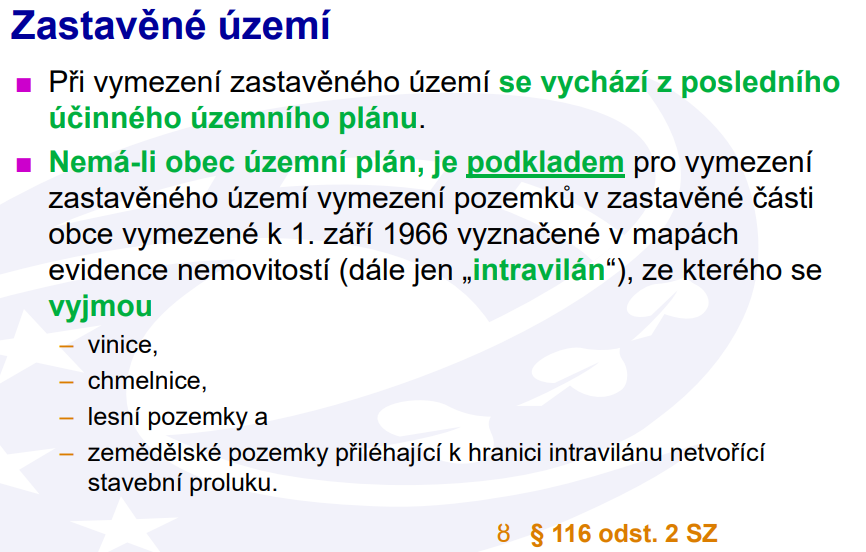 Zastavěné území
■ Při vymezení zastavěného území se vychází z posledního
účinného územního plánu.
■ Nemá-li obec územní plán, je podkladem pro vymezení
zastavěného území vymezení pozemků v zastavěné části
obce vymezené k 1. září 1966 vyznačené v mapách
evidence nemovitostí (dále jen „intravilán“), ze kterého se
vyjmou
– vinice,
– chmelnice,
– lesní pozemky a
– zemědělské pozemky přiléhající k hranici intravilánu netvořící
stavební proluku.
8 § 116 odst. 2 SZ